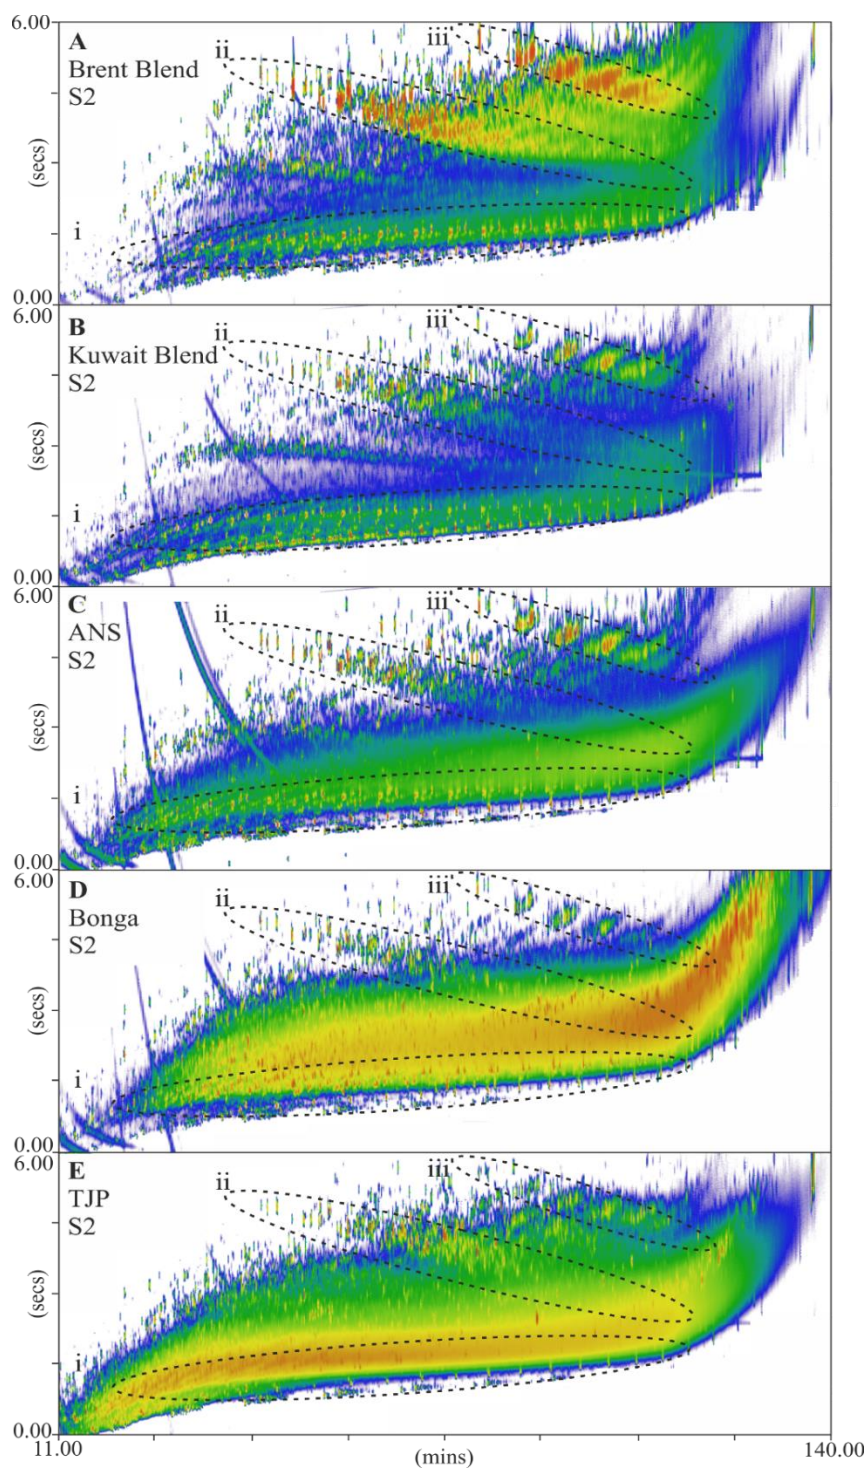 6.00
A
Brent Blend
S2
i
ii
iii
(secs)
0.00
6.00
B
Kuwait Blend
S2
i
ii
iii
(secs)
0.00
6.00
C
ANS
S2
i
ii
iii
(secs)
0.00
6.00
D
Bonga
S2
i
ii
iii
(secs)
0.00
6.00
E
TJP
S2
i
ii
iii
(secs)
0.00
11.00 (mins) 140.00